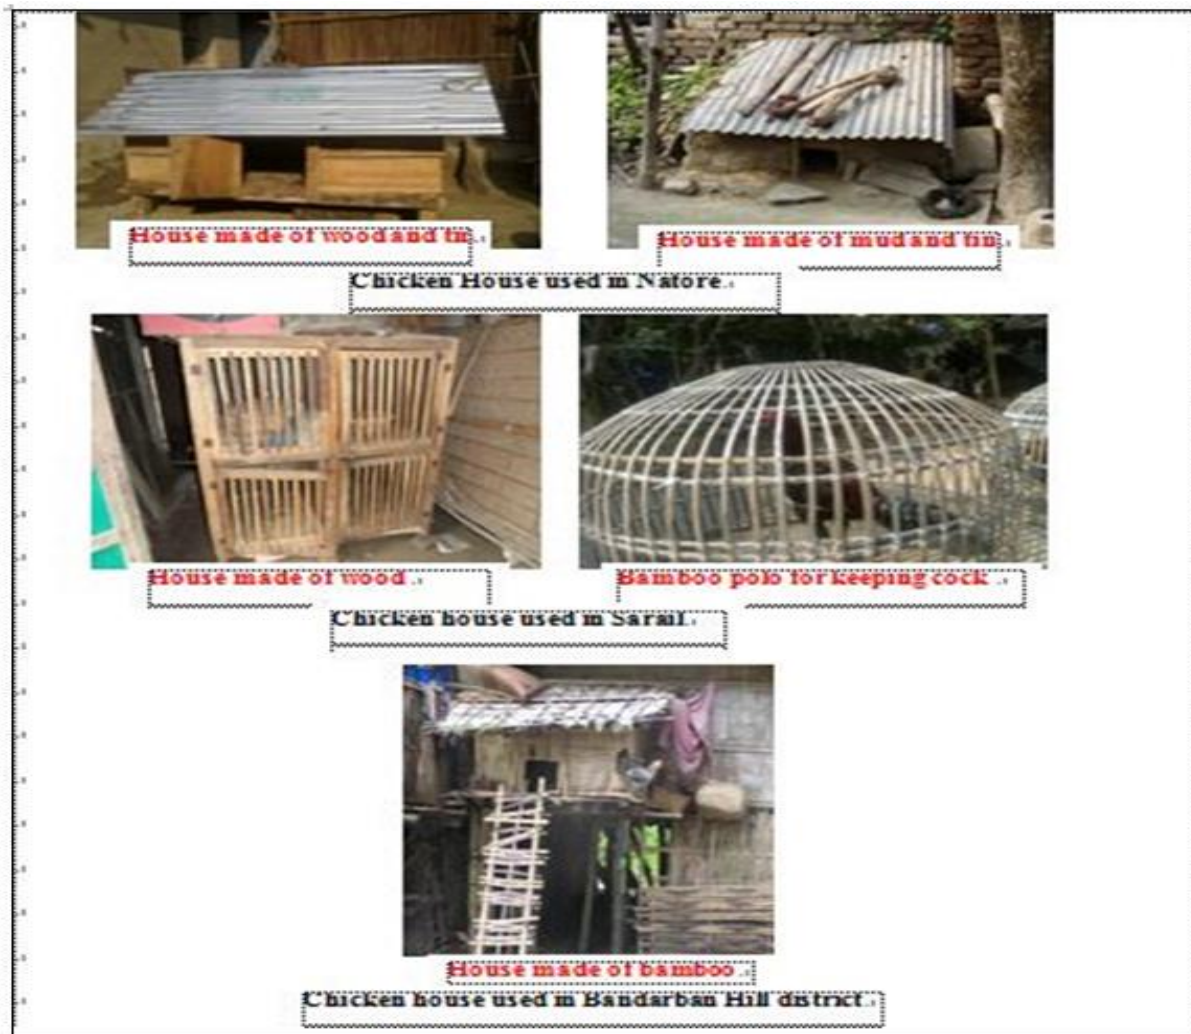 House made of wood and tin.
House made of mud and tin.
Chicken House used in Natore.
House made of wood.
Bamboo polo for keeping cock.
Chicken house used in Sarail.
House made of bamboo.
Chicken house used in Bandarban Hill district.